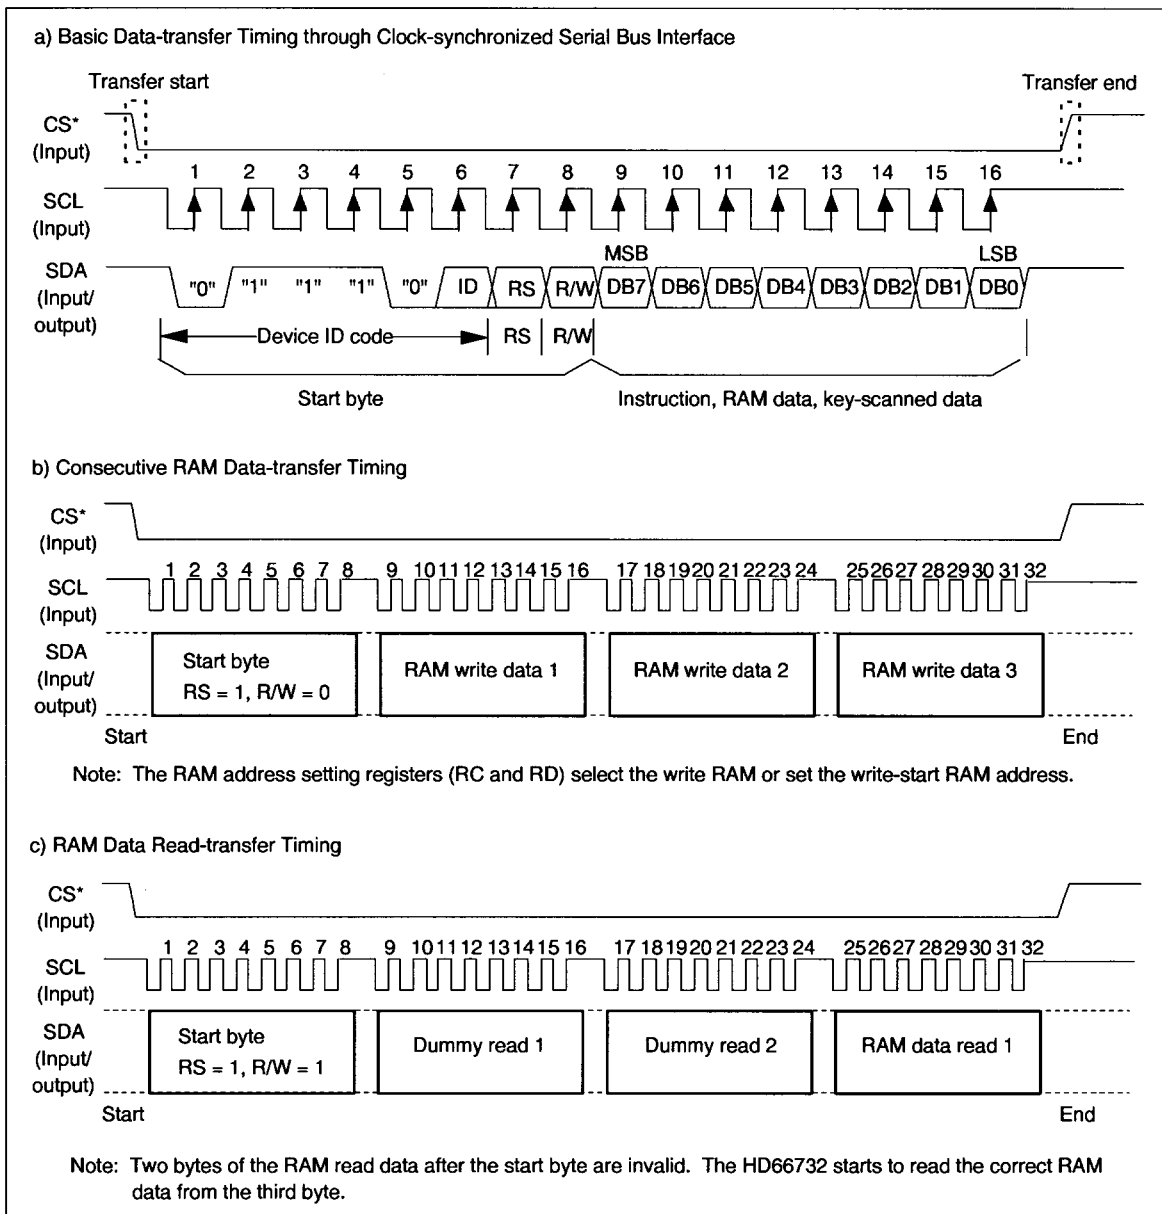 a) Basic Data-transfer Timing through Clock-synchronized Serial Bus Interface
Transfer start
Transfer end
CS*
(Input)
1 2 3 4 5 6 7 8 9 10 11 12 13 14 15 16
SCL
(Input)
MSB
LSB
SDA
(Input/
output)
"0" "1" "1" "1" "0" ID RS R/W DB7 DB6 DB5 DB4 DB3 DB2 DB1 DB0
Device ID code
RS
R/W
Start byte
Instruction, RAM data, key-scanned data
b) Consecutive RAM Data-transfer Timing
CS*
(Input)
1 2 3 4 5 6 7 8 9 10 11 12 13 14 15 16 17 18 19 20 21 22 23 24 25 26 27 28 29 30 31 32
SCL
(Input)
SDA
(Input/
output)
Start byte
RS = 1, R/W = 0
RAM write data 1
RAM write data 2
RAM write data 3
Start
End
Note: The RAM address setting registers (RC and RD) select the write RAM or set the write-start RAM address.
c) RAM Data Read-transfer Timing
CS*
(Input)
1 2 3 4 5 6 7 8 9 10 11 12 13 14 15 16 17 18 19 20 21 22 23 24 25 26 27 28 29 30 31 32
SCL
(Input)
SDA
(Input/
output)
Start byte
RS = 1, R/W = 1
Dummy read 1
Dummy read 2
RAM data read 1
Start
End
Note: Two bytes of the RAM read data after the start byte are invalid. The HD66732 starts to read the correct RAM
data from the third byte.